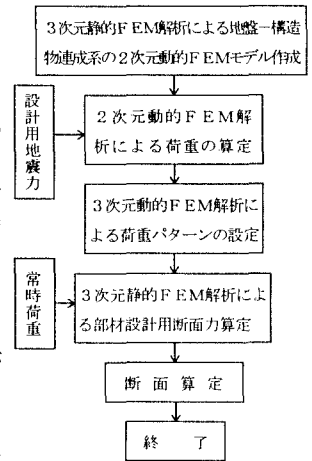 3次元静的FEM解析による地盤ー構造
物連成系の2次元動的FEMモデル作成
設計用地震力
2次元動的FEM解
析による荷重の算定
3次元動的FEM解析に
よる荷重パターンの設定
常時荷重
3次元静的FEM解析によ
る部材設計用断面力算定
断面算定
終了